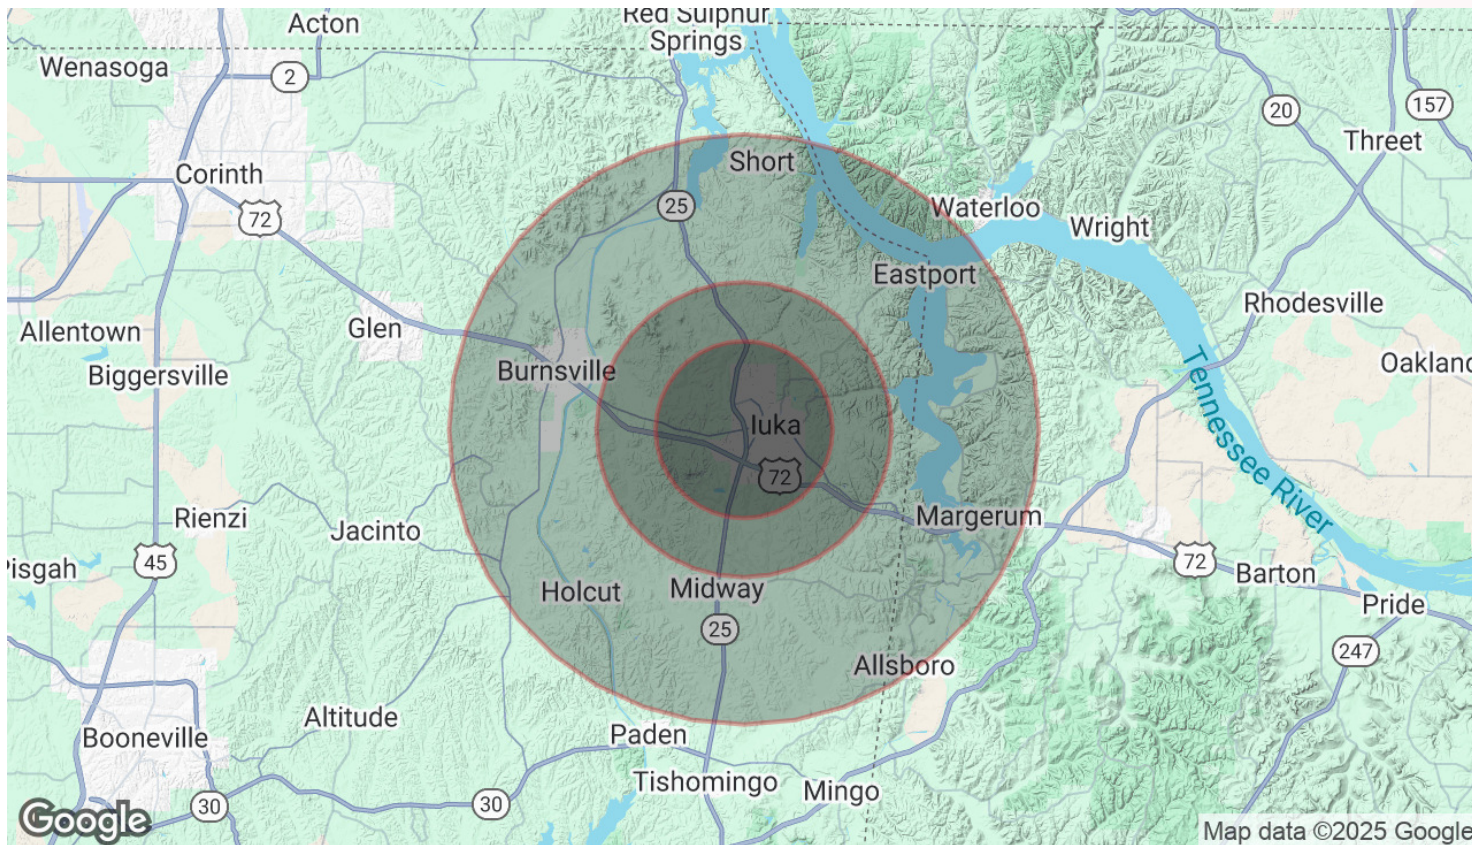 Acton
Red Sulphur
Springs
Wenasoga
2
20
157
Threet
Short
Corinth
25
72
Waterloo
Wright
Eastport
Rhodesville
Allentown
Glen
Burnsville
Oakland
Biggersville
Iuka
Tennessee River
72
Rienzi
Jacinto
Margerum
Pisgah
45
72
Barton
Holcut
Midway
Pride
25
247
Allsboro
Altitude
Booneville
Paden
Tishomingo
Mingo
30
30
Google
Map data ©2025 Google